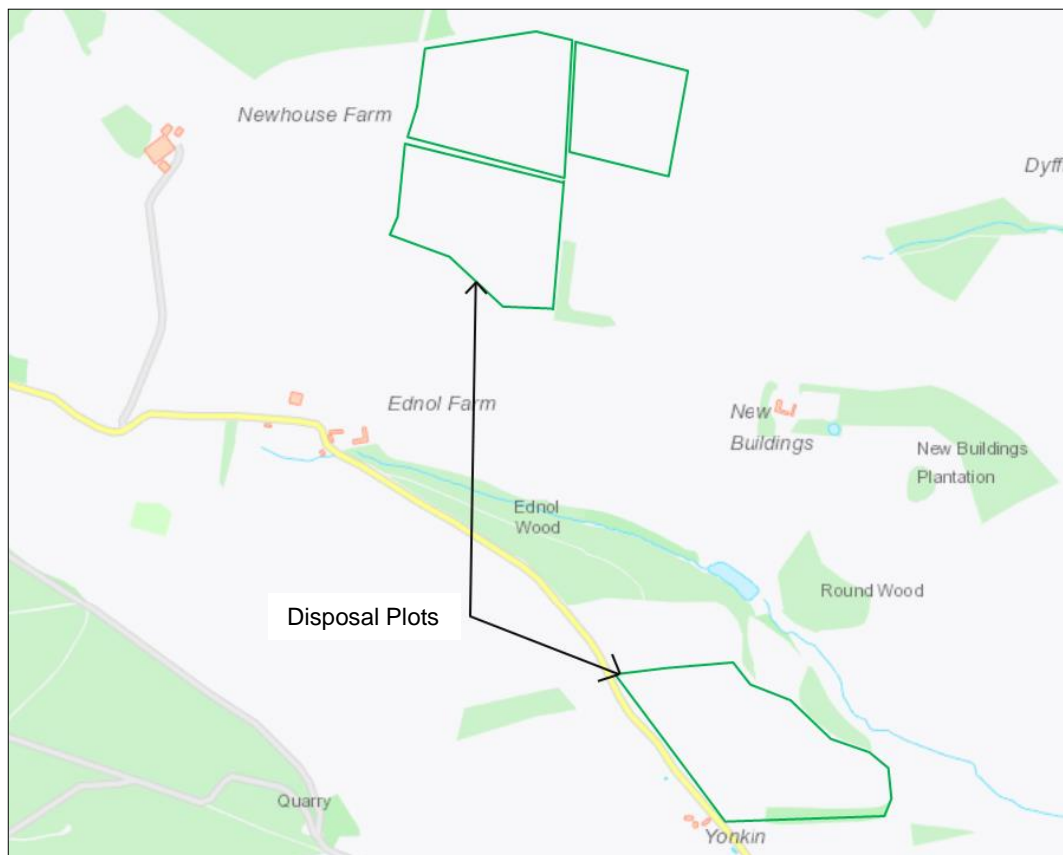 Newhouse Farm
Dyff
Ednol Farm
New
Buildings
New Buildings
Plantation
Ednol
Wood
Round Wood
Disposal Plots
Quarry
Yonkin